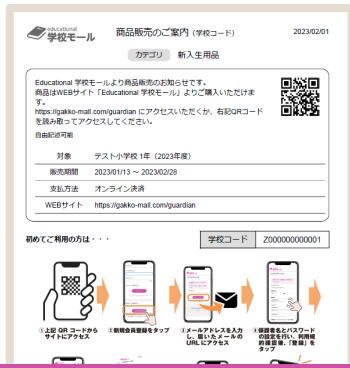 educational
学校モール
商品販売のご案内 (学校コード)
2023/02/01
カテゴリ 新入生用品
Educational 学校モールより商品販売のお知らせです。
商品はWEBサイト「Educational 学校モール」よりご購入いただけま
す。
https://gakko-mall.com/guardian にアクセスいただくか、右記QRコード
を読み取ってアクセスしてください。
自由記述可能
対象 テスト小学校 1年（2023年度）
販売期間 2023/01/13 ～ 2023/02/28
支払方法 オンライン決済
WEBサイト https://gakko-mall.com/guardian
初めてご利用の方は・・・
学校コード Z000000000001
①上記 QR コードから
サイトにアクセス
②新規会員登録をタップ
③メールアドレスを入力
し、届いたメールの
URL にアクセス
④保護者名とパスワード
の設定を行い、利用規
約確認後、「登録」を
タップ